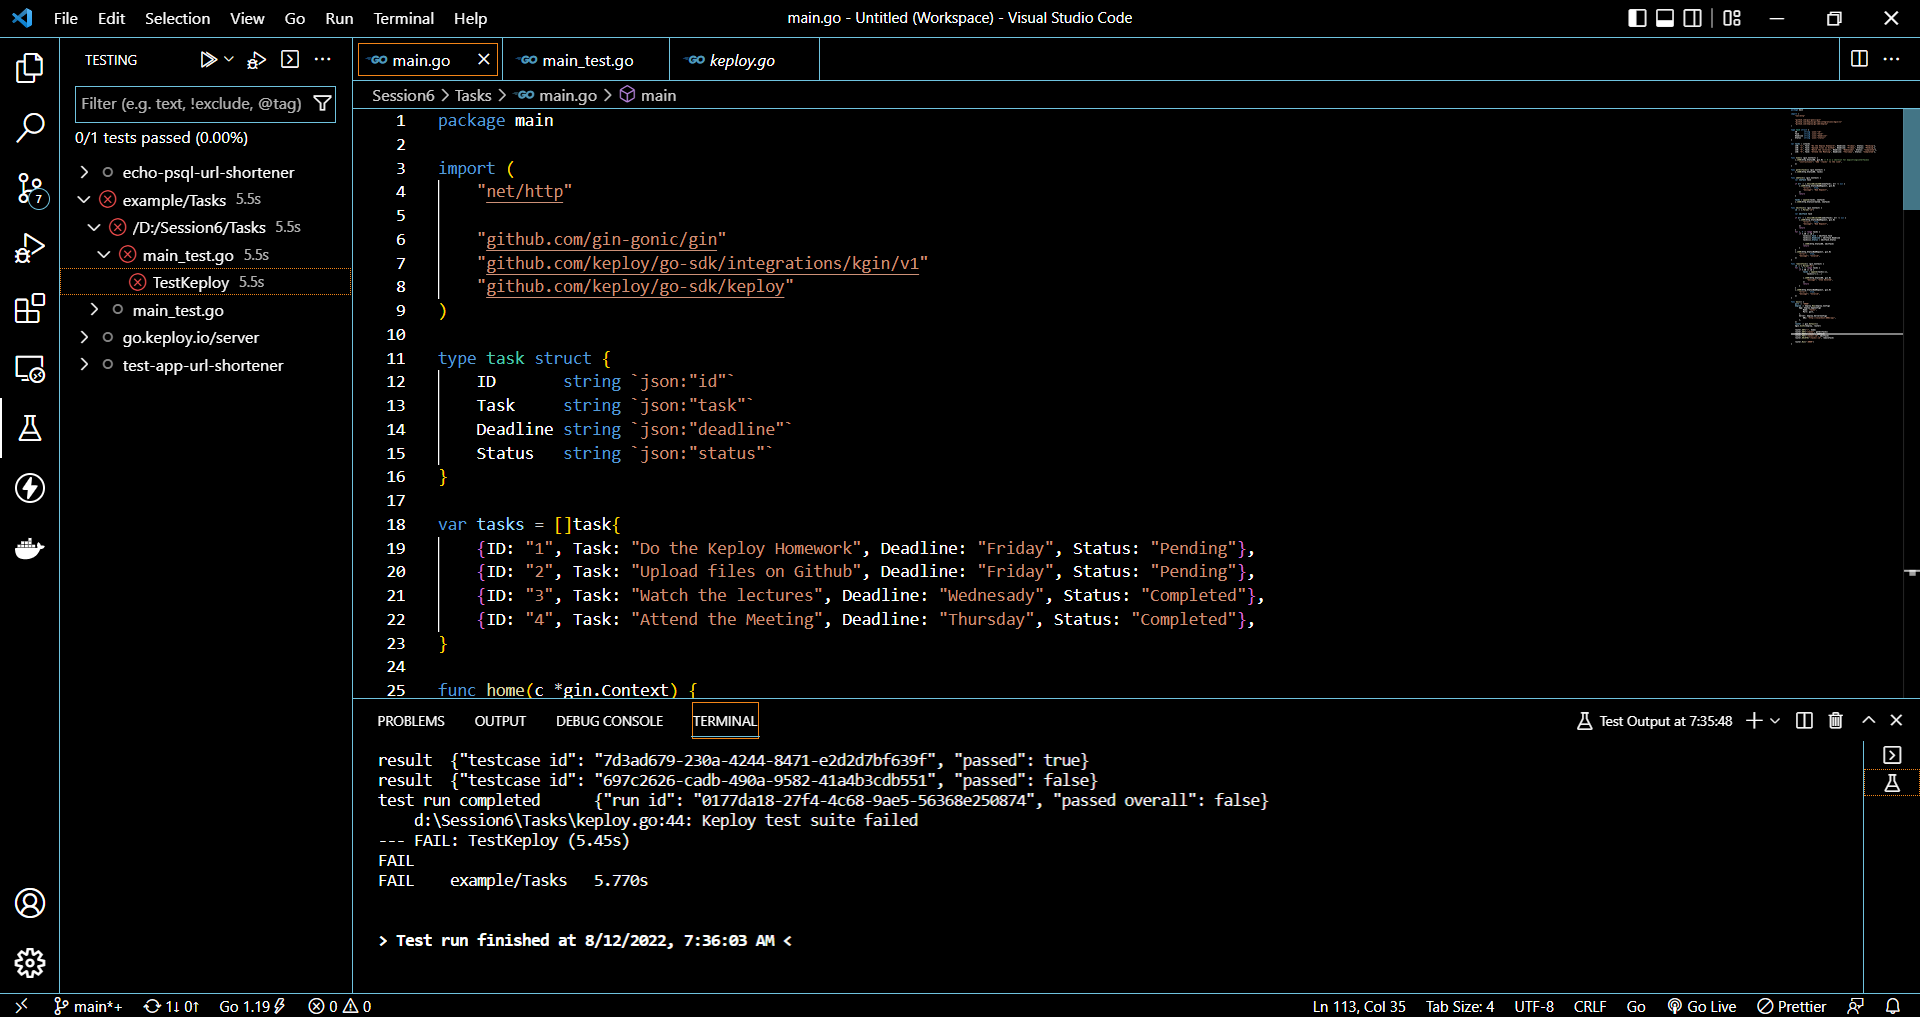 File Edit Selection View Go Run Terminal Help
main.go - Untitled (Workspace) - Visual Studio Code
TESTING
Filter (e.g. text, !exclude, @tag)
0/1 tests passed (0.00%)
echo-psql-url-shortener
example/Tasks 5.5s
/D:/Session6/Tasks 5.5s
main_test.go 5.5s
TestKeploy 5.5s
main_test.go
go.keploy.io/server
test-app-url-shortener
7
main.go main_test.go keploy.go
Session6 > Tasks > main.go > main
1 package main
2
3 import (
4 "net/http"
5
6 "github.com/gin-gonic/gin"
7 "github.com/keploy/go-sdk/integrations/kgin/v1"
8 "github.com/keploy/go-sdk/keploy"
9 )
10
11 type task struct {
12 ID string `json:"id"`
13 Task string `json:"task"`
14 Deadline string `json:"deadline"`
15 Status string `json:"status"`
16 }
17
18 var tasks = []task{
19 {ID: "1", Task: "Do the Keploy Homework", Deadline: "Friday", Status: "Pending"},
20 {ID: "2", Task: "Upload files on Github", Deadline: "Friday", Status: "Pending"},
21 {ID: "3", Task: "Watch the lectures", Deadline: "Wednesady", Status: "Completed"},
22 {ID: "4", Task: "Attend the Meeting", Deadline: "Thursday", Status: "Completed"},
23 }
24
25 func home(c *gin.Context) {
PROBLEMS OUTPUT DEBUG CONSOLE TERMINAL
Test Output at 7:35:48
result {"testcase id": "7d3ad679-230a-4244-8471-e2d2d7bf639f", "passed": true}
result {"testcase id": "697c2626-cadb-490a-9582-41a4b3cdb551", "passed": false}
test run completed {"run id": "0177da18-27f4-4c68-9ae5-56368e250874", "passed overall": false}
d:\Session6\Tasks\keploy.go:44: Keploy test suite failed
--- FAIL: TestKeploy (5.45s)
FAIL
FAIL example/Tasks 5.770s
> Test run finished at 8/12/2022, 7:36:03 AM <
main*+ 1↓ 0↑ Go 1.19 0 0
Ln 113, Col 35 Tab Size: 4 UTF-8 CRLF Go Go Live Prettier